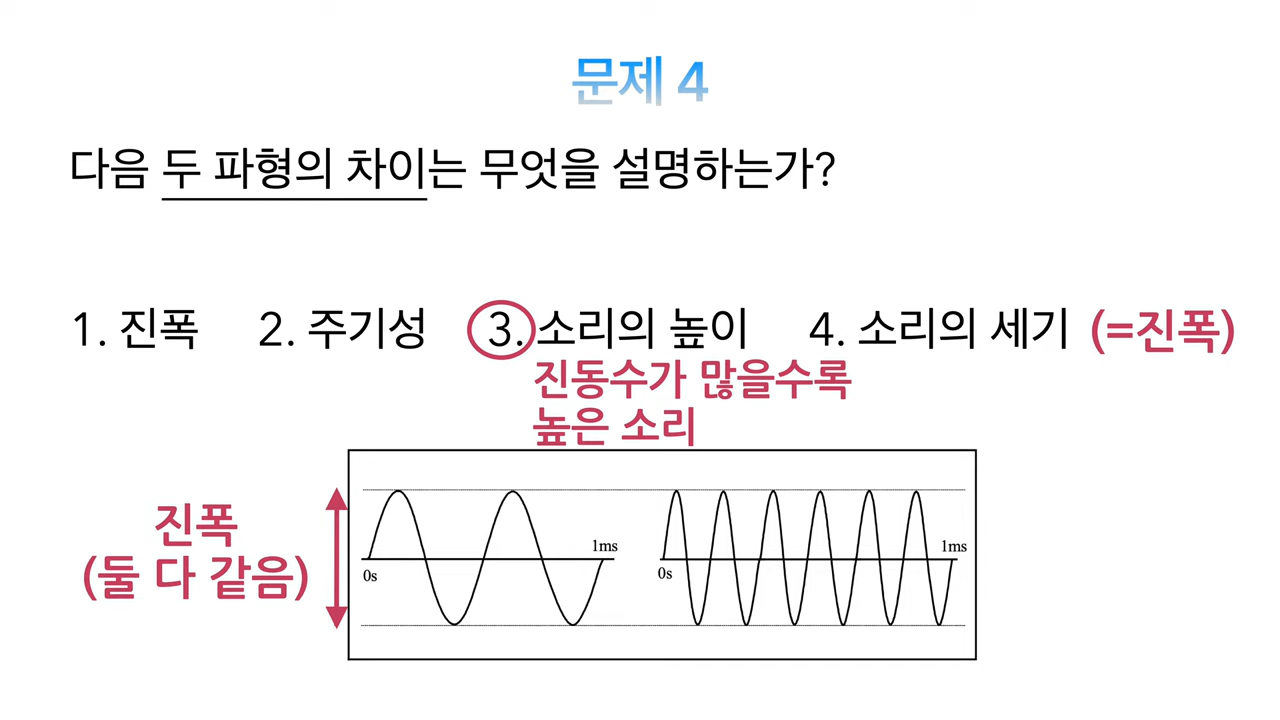 문제 4
다음 두 파형의 차이는 무엇을 설명하는가?
1. 진폭 2. 주기성 3. 소리의 높이 4. 소리의 세기 (=진폭)
진동수가 많을수록
높은 소리
진폭
(둘 다 같음)
0s 1ms
0s 1ms